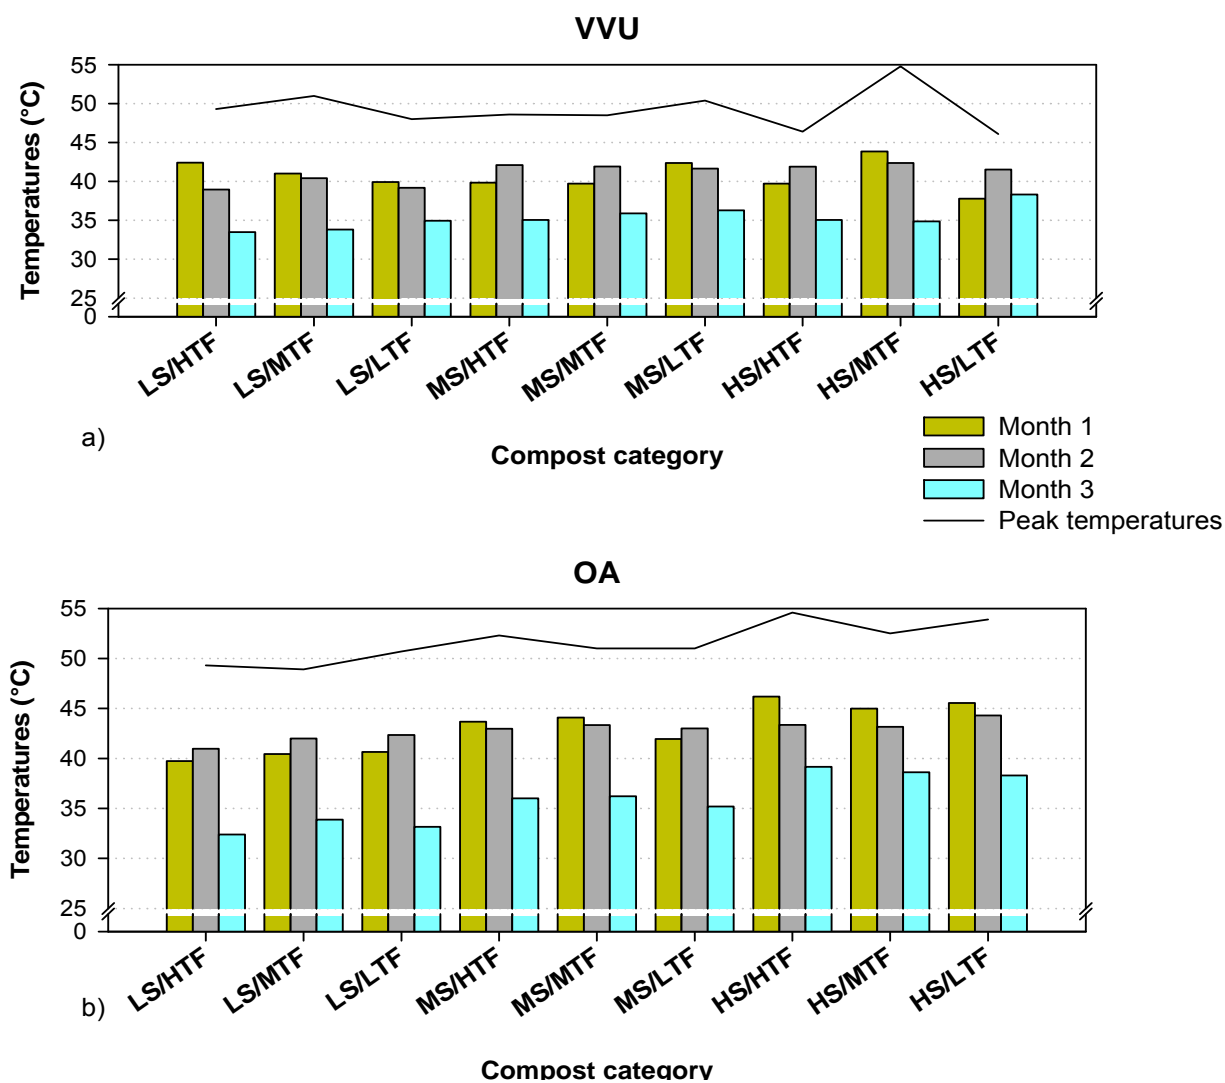 VVU
Temperatures (°C)
55
50
45
40
35
30
25
0
LS/HTF
LS/MTF
LS/LTF
MS/HTF
MS/MTF
MS/LTF
HS/HTF
HS/MTF
HS/LTF
a)
Compost category
Month 1
Month 2
Month 3
Peak temperatures
OA
Temperatures (°C)
55
50
45
40
35
30
25
0
LS/HTF
LS/MTF
LS/LTF
MS/HTF
MS/MTF
MS/LTF
HS/HTF
HS/MTF
HS/LTF
b)
Compost category